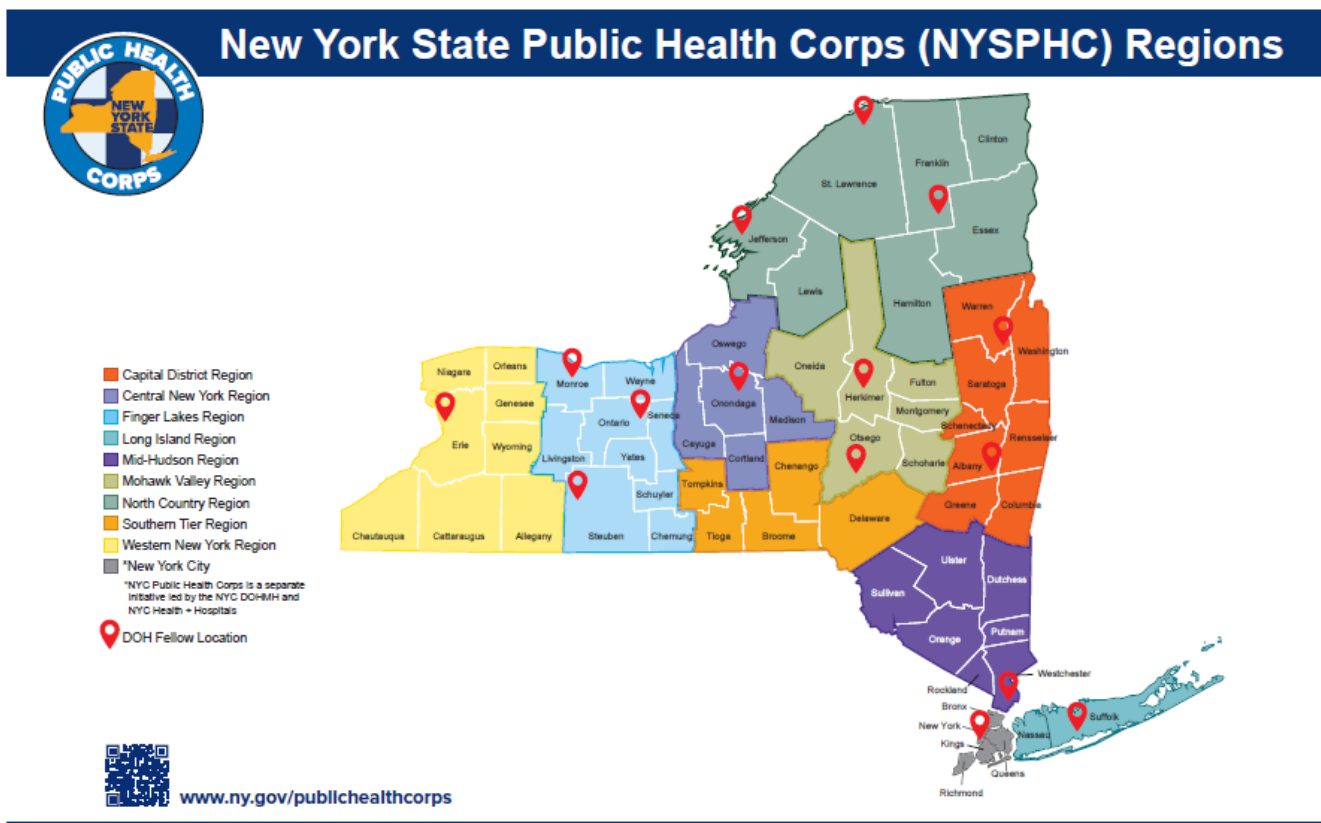 New York State Public Health Corps (NYSPHC) Regions
PUBLIC HEALTH
NEW
YORK
STATE
CORPS
Clinton
Franklin
St. Lawrence
Essex
Jefferson
Lewis
Hamilton
Warren
Washington
Oswego
Oneida
Herkimer
Fulton
Saratoga
Montgomery
Niagara
Orleans
Monroe
Wayne
Genesee
Ontario
Seneca
Onondaga
Madison
Schenectady
Rensselaer
Erie
Wyoming
Livingston
Yates
Ceyuga
Cortland
Otsego
Schoharie
Albany
Chenango
Tompkins
Schuyler
Greene
Columbia
Chautauqua
Cattaraugus
Allegany
Steuben
Chemung
Tioga
Broome
Delaware
Ulster
Dutchess
Sullivan
Orange
Putnam
Westchester
Rockland
Bronx
New York
Kings
Queens
Richmond
Nassau
Suffolk
Capital District Region
Central New York Region
Finger Lakes Region
Long Island Region
Mid-Hudson Region
Mohawk Valley Region
North Country Region
Southern Tier Region
Western New York Region
*New York City
*NYC Public Health Corps is a separate
initiative led by the NYC DOHMH and
NYC Health + Hospitals
DOH Fellow Location
www.ny.gov/publichealthcorps